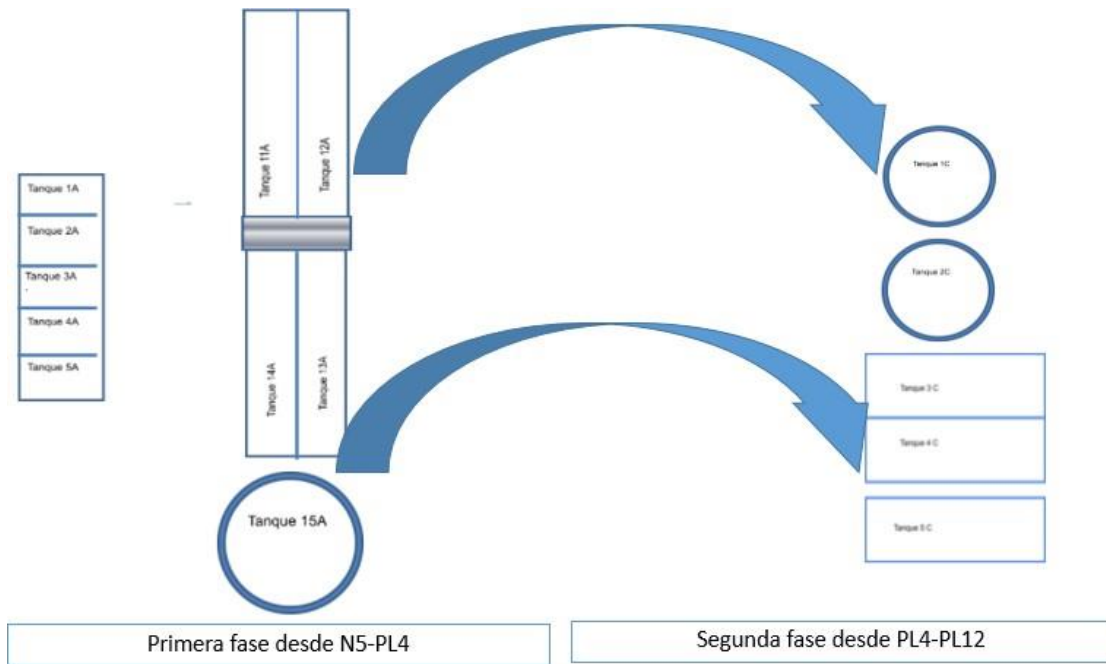 Tanque 1A
Tanque 2A
Tanque 3A
Tanque 4A
Tanque 5A
Tanque 11A
Tanque 12A
Tanque 14A
Tanque 13A
Tanque 15A
Tanque 1C
Tanque 2C
Tanque 3 C
Tanque 4 C
Tanque 5 C
Primera fase desde N5-PL4
Segunda fase desde PL4-PL12